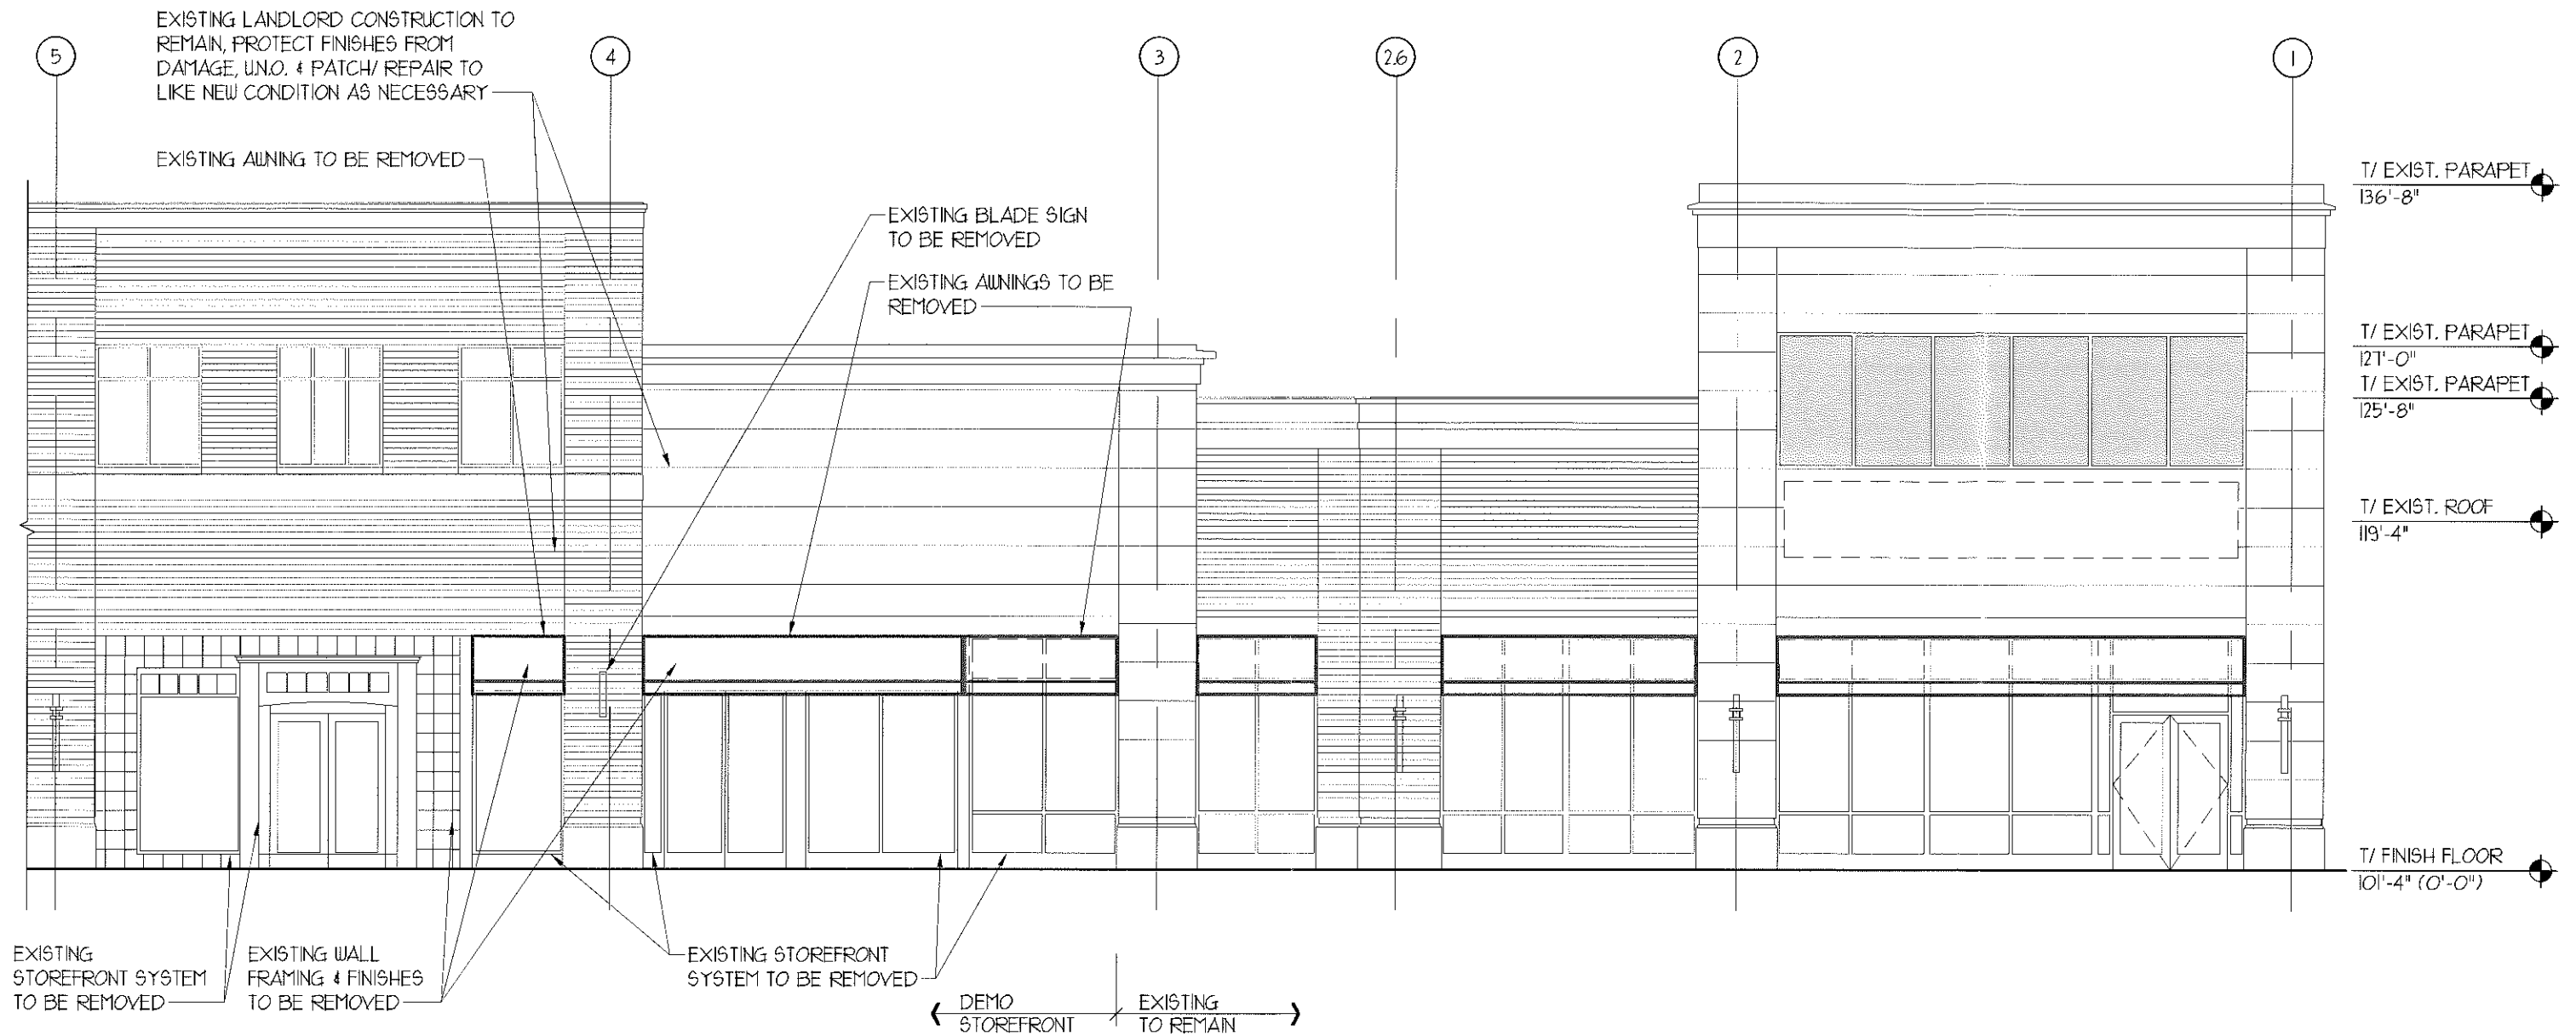 EXISTING LANDLORD CONSTRUCTION TO
REMAIN, PROTECT FINISHES FROM
DAMAGE, U.N.O. & PATCH/ REPAIR TO
LIKE NEW CONDITION AS NECESSARY
5
4
3
2.6
2
1
EXISTING AWNING TO BE REMOVED
EXISTING BLADE SIGN
TO BE REMOVED
EXISTING AWNINGS TO BE
REMOVED
T/ EXIST. PARAPET
136'-8"
T/ EXIST. PARAPET
127'-0"
T/ EXIST. PARAPET
125'-8"
T/ EXIST. ROOF
119'-4"
T/ FINISH FLOOR
101'-4" (0'-0")
EXISTING
STOREFRONT SYSTEM
TO BE REMOVED
EXISTING WALL
FRAMING & FINISHES
TO BE REMOVED
EXISTING STOREFRONT
SYSTEM TO BE REMOVED
DEMO
STOREFRONT
EXISTING
TO REMAIN